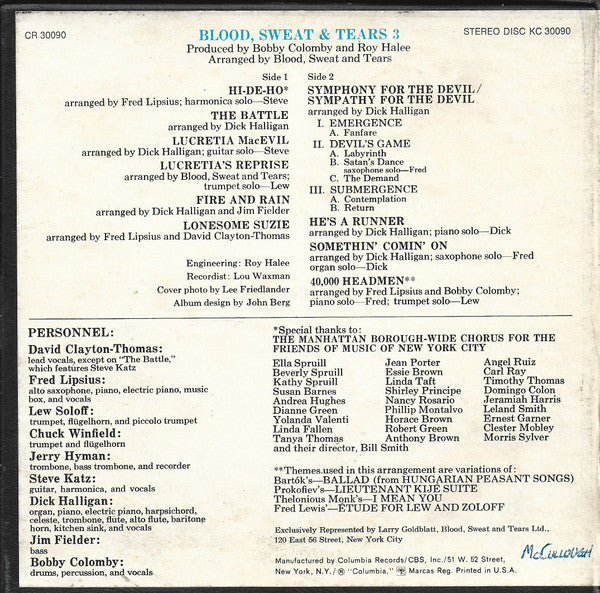 CR 30090
BLOOD, SWEAT & TEARS 3
STEREO DISC KC 30090
Produced by Bobby Colomby and Roy Halee
Arranged by Blood, Sweat and Tears
Side 1
HI-DE-HO*
arranged by Fred Lipsius; harmonica solo—Steve
THE BATTLE
arranged by Dick Halligan
LUCRETIA MacEVIL
arranged by Dick Halligan; guitar solo—Steve
LUCRETIA'S REPRISE
arranged by Blood, Sweat and Tears;
trumpet solo—Lew
FIRE AND RAIN
arranged by Dick Halligan and Jim Fielder
LONESOME SUZIE
arranged by Fred Lipsius and David Clayton-Thomas
Engineering: Roy Halee
Recordist: Lou Waxman
Cover photo by Lee Friedlander
Album design by John Berg
Side 2
SYMPHONY FOR THE DEVIL/
SYMPATHY FOR THE DEVIL
arranged by Dick Halligan
I. EMERGENCE
A. Fanfare
II. DEVIL'S GAME
A. Labyrinth
B. Satan's Dance
saxophone solo—Fred
C. The Demand
III. SUBMERGENCE
A. Contemplation
B. Return
HE'S A RUNNER
arranged by Dick Halligan; piano solo—Dick
SOMETHIN' COMIN' ON
arranged by Dick Halligan; saxophone solo—Fred
organ solo—Dick
40,000 HEADMEN**
arranged by Fred Lipsius and Bobby Colomby;
piano solo—Fred; trumpet solo—Lew
PERSONNEL:
David Clayton-Thomas:
lead vocals, except on "The Battle,"
which features Steve Katz
Fred Lipsius:
alto saxophone, piano, electric piano, music
box, and vocals
Lew Soloff:
trumpet, flügelhorn, and piccolo trumpet
Chuck Winfield:
trumpet and flügelhorn
Jerry Hyman:
trombone, bass trombone, and recorder
Steve Katz:
guitar, harmonica, and vocals
Dick Halligan:
organ, piano, electric piano, harpsichord,
celeste, trombone, flute, alto flute, baritone
horn, kitchen sink, and vocals
Jim Fielder:
bass
Bobby Colomby:
drums, percussion, and vocals
*Special thanks to:
THE MANHATTAN BOROUGH-WIDE CHORUS FOR THE
FRIENDS OF MUSIC OF NEW YORK CITY
Ella Spruill Jean Porter Angel Ruiz
Beverly Spruill Essie Brown Carl Ray
Kathy Spruill Linda Taft Timothy Thomas
Susan Barnes Shirley Principe Domingo Colon
Andrea Hughes Nancy Rosario Jeramiah Harris
Dianne Green Phillip Montalvo Leland Smith
Yolanda Valenti Horace Brown Ernest Garner
Linda Fallen Robert Green Clester Mobley
Tanya Thomas Anthony Brown Morris Sylver
and their director, Bill Smith
**Themes used in this arrangement are variations of:
Bartók's—BALLAD (from HUNGARIAN PEASANT SONGS)
Prokofiev's—LIEUTENANT KIJÉ SUITE
Thelonious Monk's—I MEAN YOU
Fred Lewis'—ÉTUDE FOR LEW AND ZOLOFF
Exclusively Represented by Larry Goldblatt, Blood, Sweat and Tears Ltd.,
120 East 56 Street, New York City
McCullough
Manufactured by Columbia Records/CBS, Inc./51 W. 52 Street,
New York, N.Y./ ® "Columbia," Marcas Reg. Printed in U.S.A.